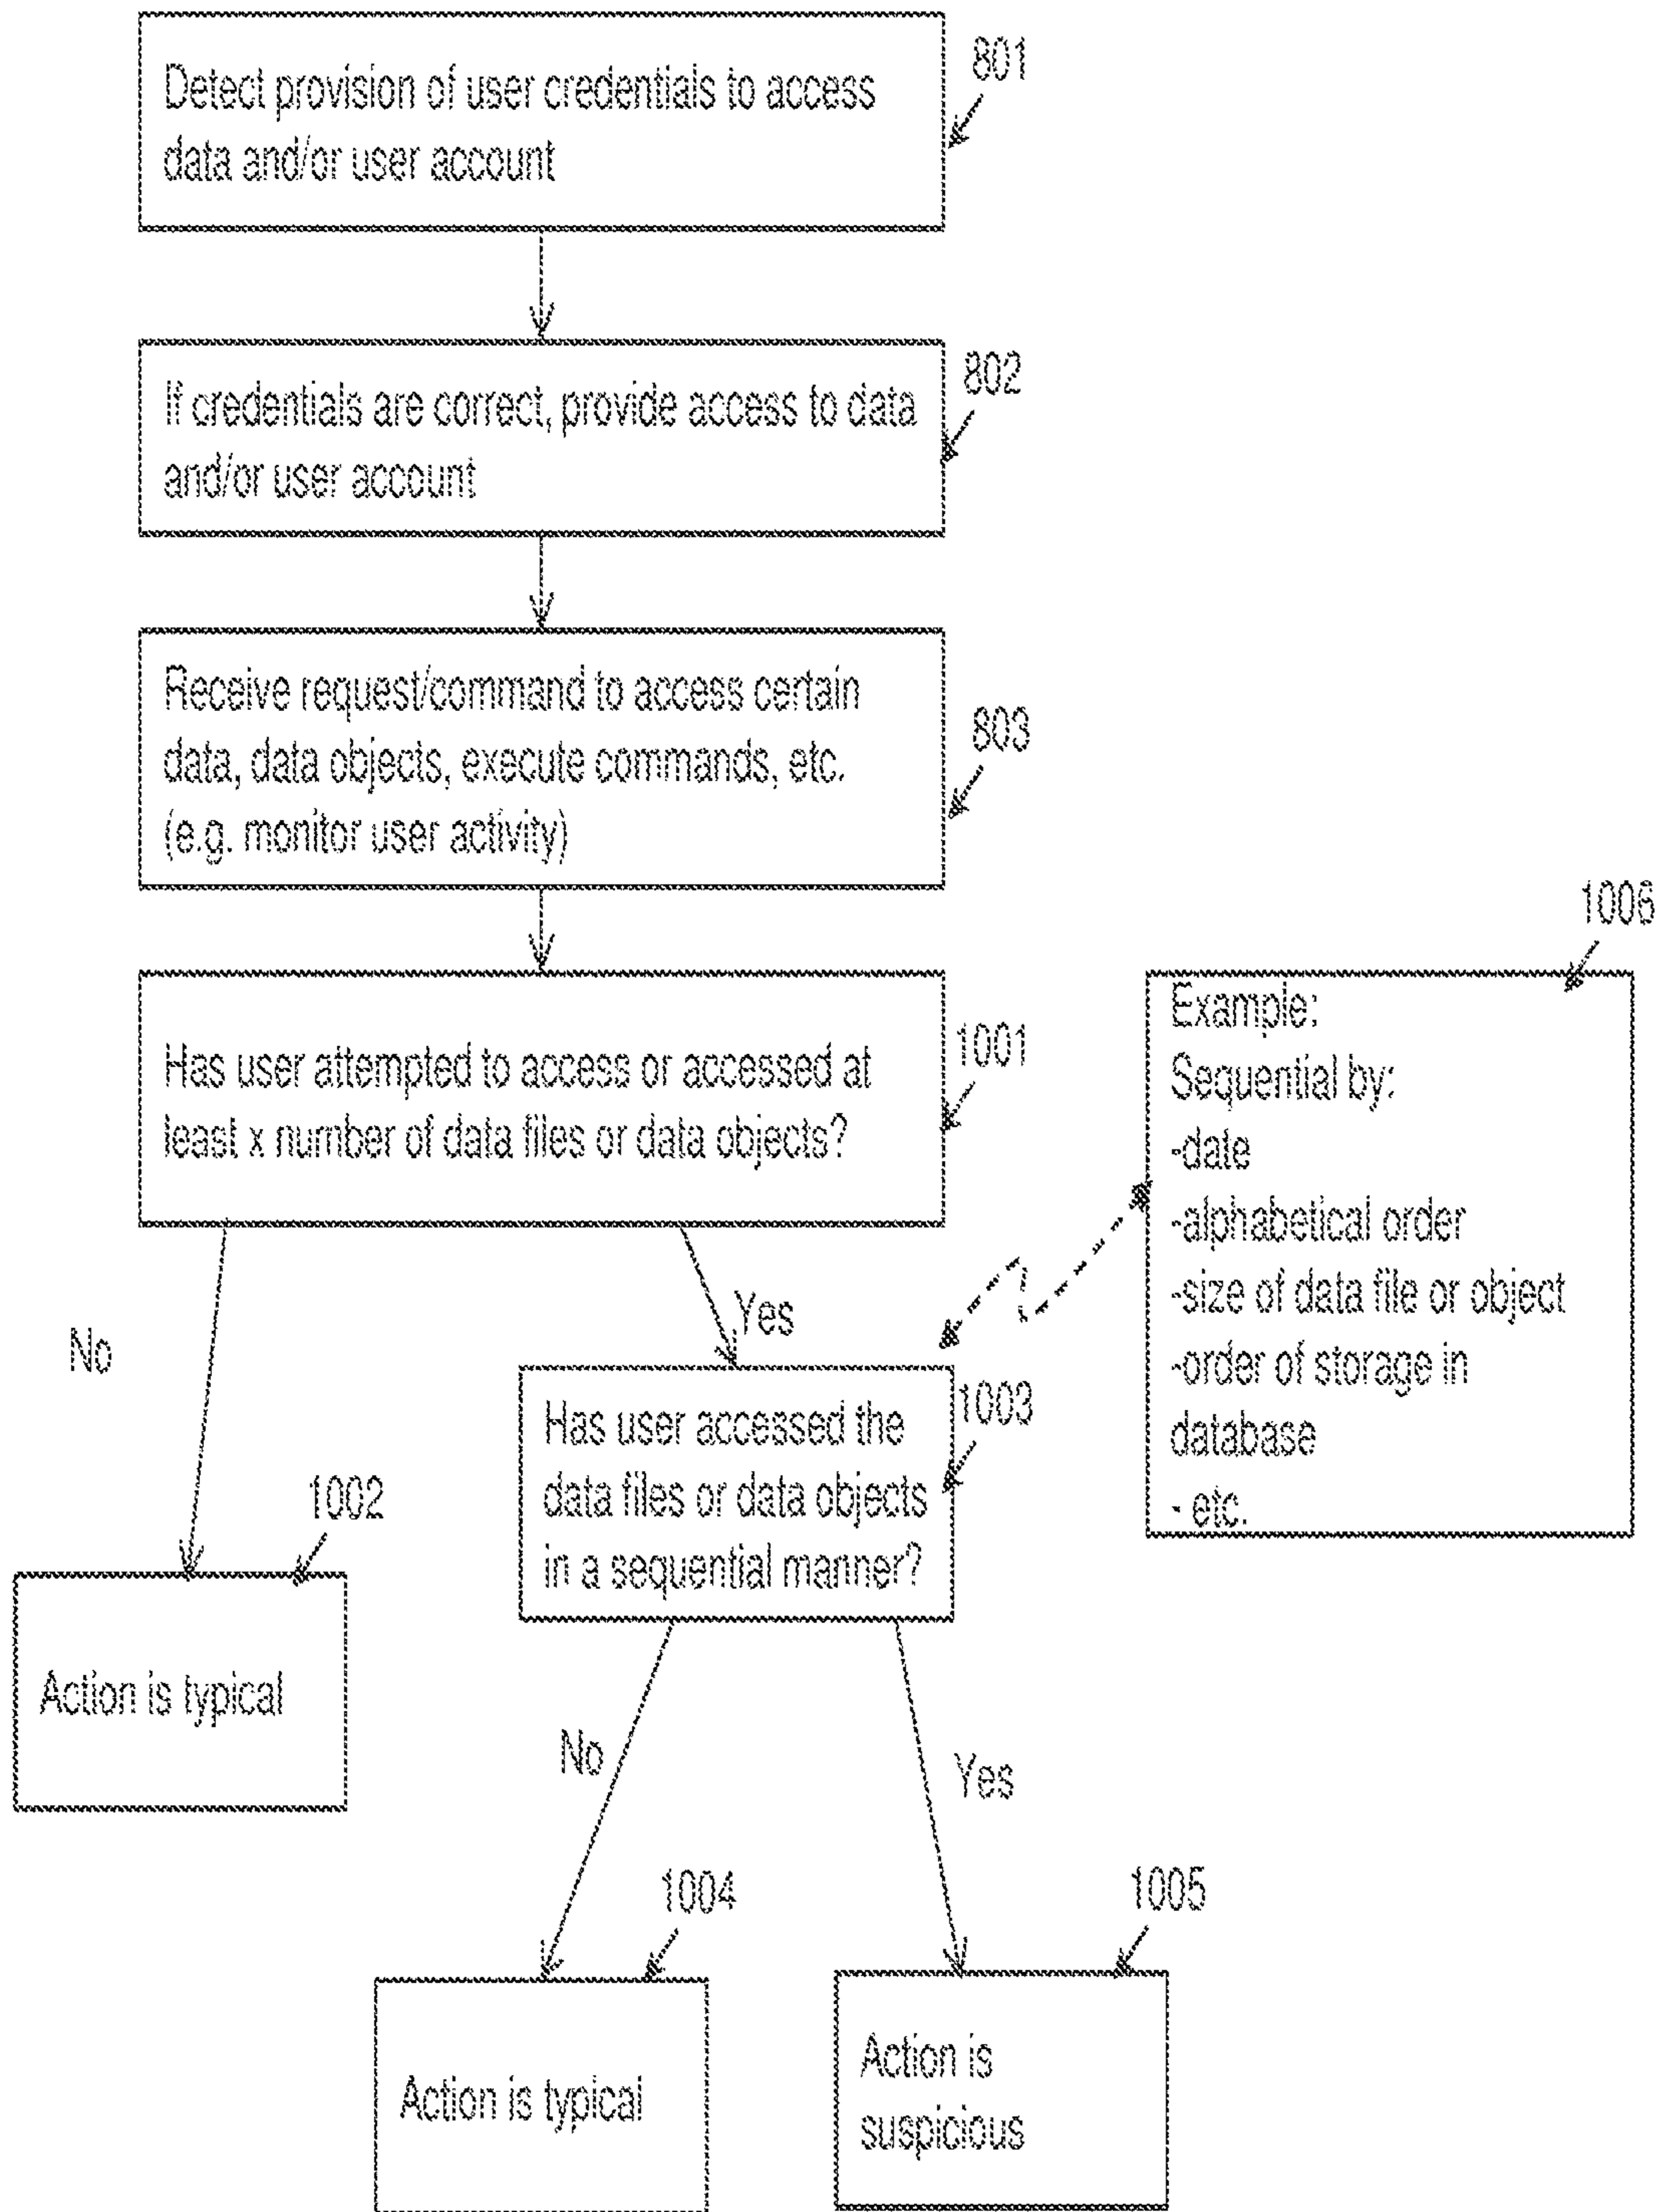 Detect provision of user credentials to access
data and/or user account
801
If credentials are correct, provide access to data
and/or user account
802
Receive request/command to access certain
data, data objects, execute commands, etc.
(e.g. monitor user activity)
803
Has user attempted to access or accessed at
least x number of data files or data objects?
1001
1006
Example:
Sequential by:
-date
-alphabetical order
-size of data file or object
-order of storage in
database
- etc.
No
Yes
1002
Action is typical
Has user accessed the
data files or data objects
in a sequential manner?
1003
No
Yes
1004
Action is typical
1005
Action is
suspicious